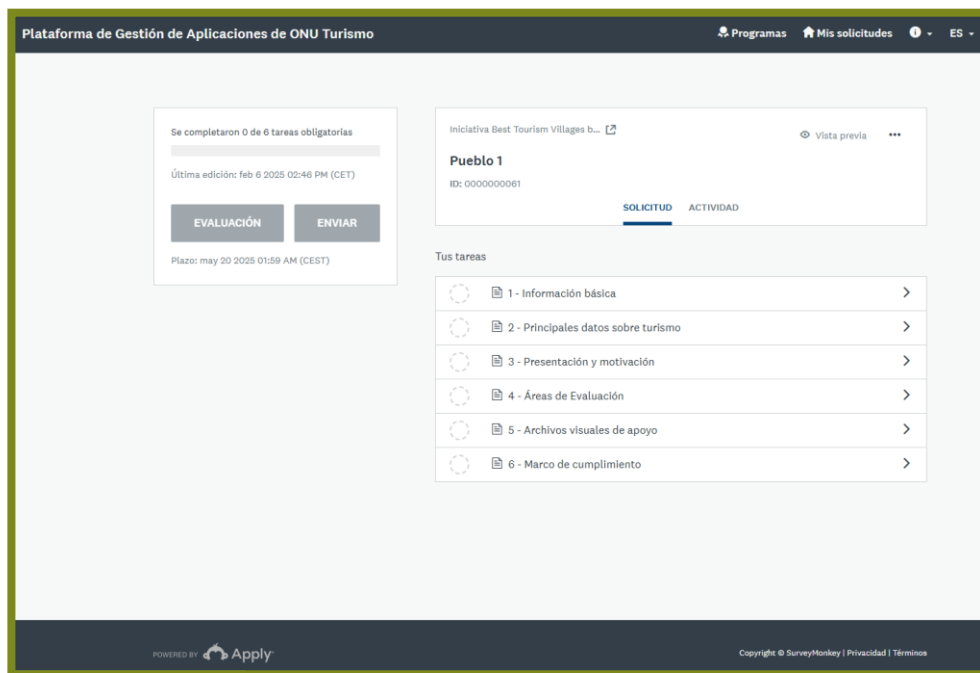 Plataforma de Gestión de Aplicaciones de ONU Turismo
Programas
Mis solicitudes
ES
Se completaron 0 de 6 tareas obligatorias
Última edición: feb 6 2025 02:46 PM (CET)
EVALUACIÓN
ENVIAR
Plazo: may 20 2025 01:59 AM (CEST)
Iniciativa Best Tourism Villages b...
Vista previa
Pueblo 1
ID: 0000000061
SOLICITUD
ACTIVIDAD
Tus tareas
1 - Información básica
2 - Principales datos sobre turismo
3 - Presentación y motivación
4 - Áreas de Evaluación
5 - Archivos visuales de apoyo
6 - Marco de cumplimiento
POWERED BY Apply
Copyright © SurveyMonkey | Privacidad | Términos